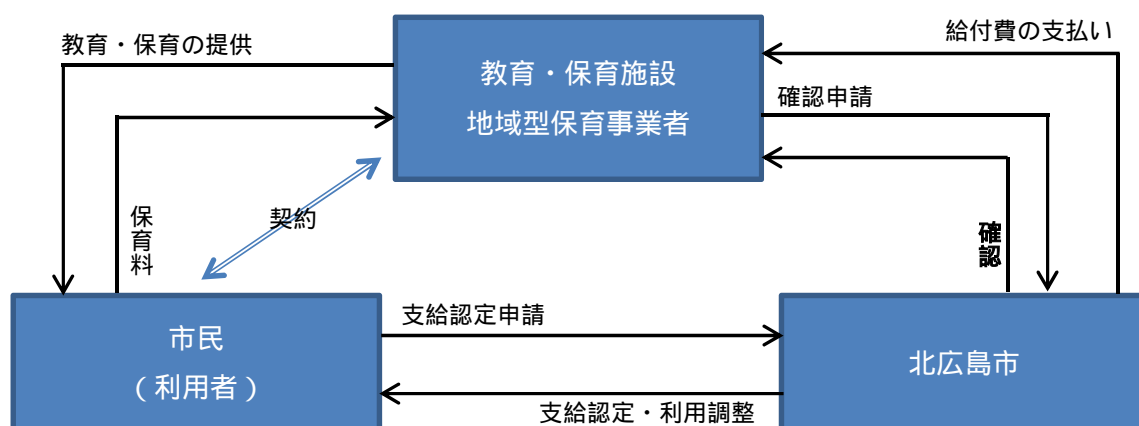 教育・保育の提供
給付費の支払い
教育・保育施設
地域型保育事業者
確認申請
保育料
契約
確認
市民
(利用者)
支給認定申請
北広島市
支給認定・利用調整